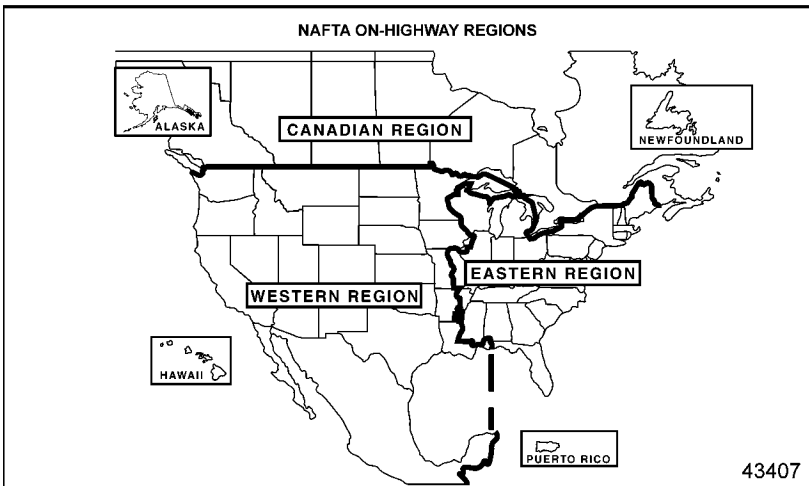 NAFTA ON-HIGHWAY REGIONS
ALASKA
CANADIAN REGION
NEWFOUNDLAND
WESTERN REGION
EASTERN REGION
HAWAII
PUERTO RICO
43407